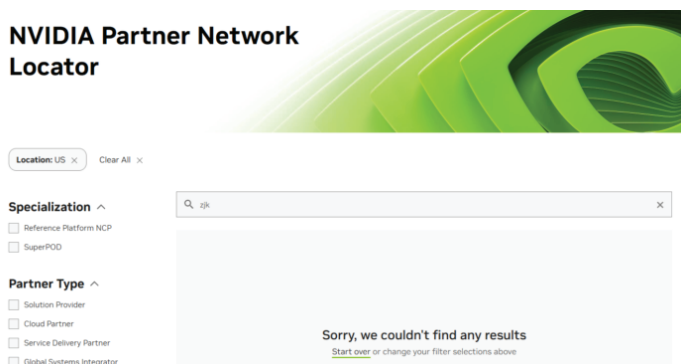 NVIDIA Partner Network
Locator
Location: US × Clear All ×
Specialization
Reference Platform NCP
SuperPOD
Partner Type
Solution Provider
Cloud Partner
Service Delivery Partner
Global Systems Integrator
zjk
Sorry, we couldn't find any results
Start over or change your filter selections above